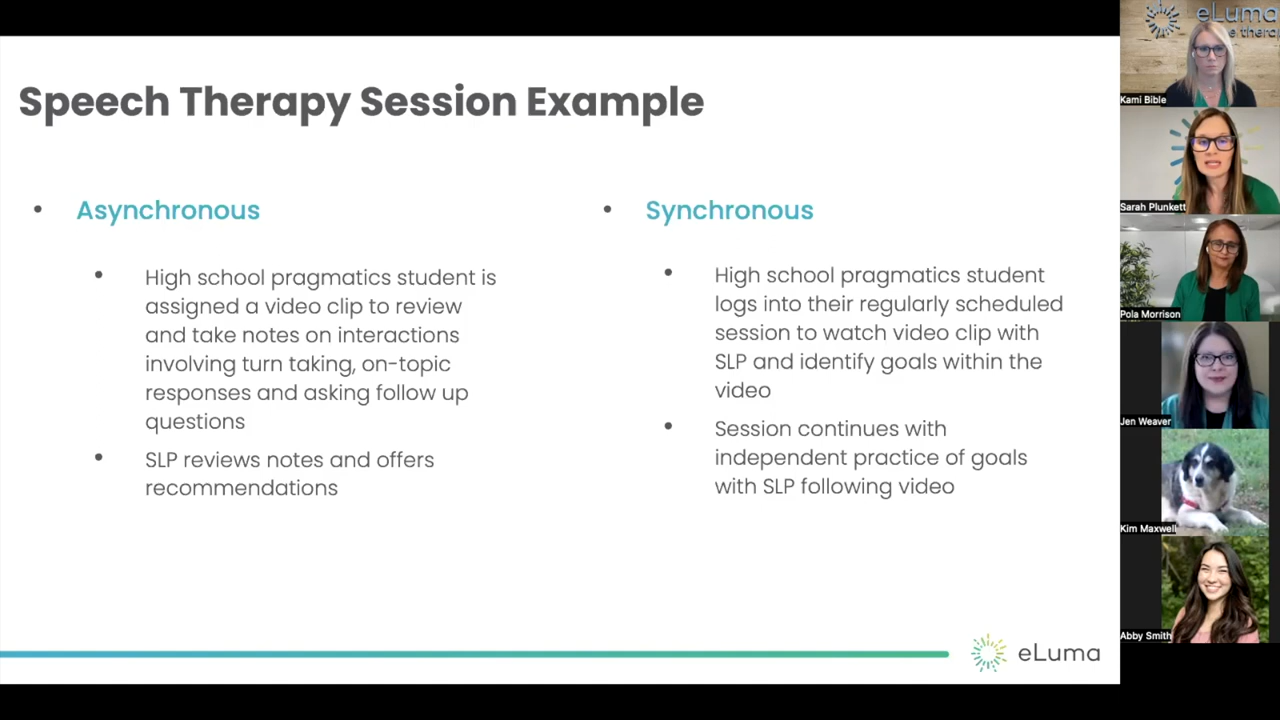 Speech Therapy Session Example
• Asynchronous
• High school pragmatics student is
assigned a video clip to review
and take notes on interactions
involving turn taking, on-topic
responses and asking follow up
questions
• SLP reviews notes and offers
recommendations
• Synchronous
• High school pragmatics student
logs into their regularly scheduled
session to watch video clip with
SLP and identify goals within the
video
• Session continues with
independent practice of goals
with SLP following video
eLuma
eLuma
Kami Bible
Sarah Plunkett
Pola Morrison
Jen Weaver
Kim Maxwell
Abby Smith